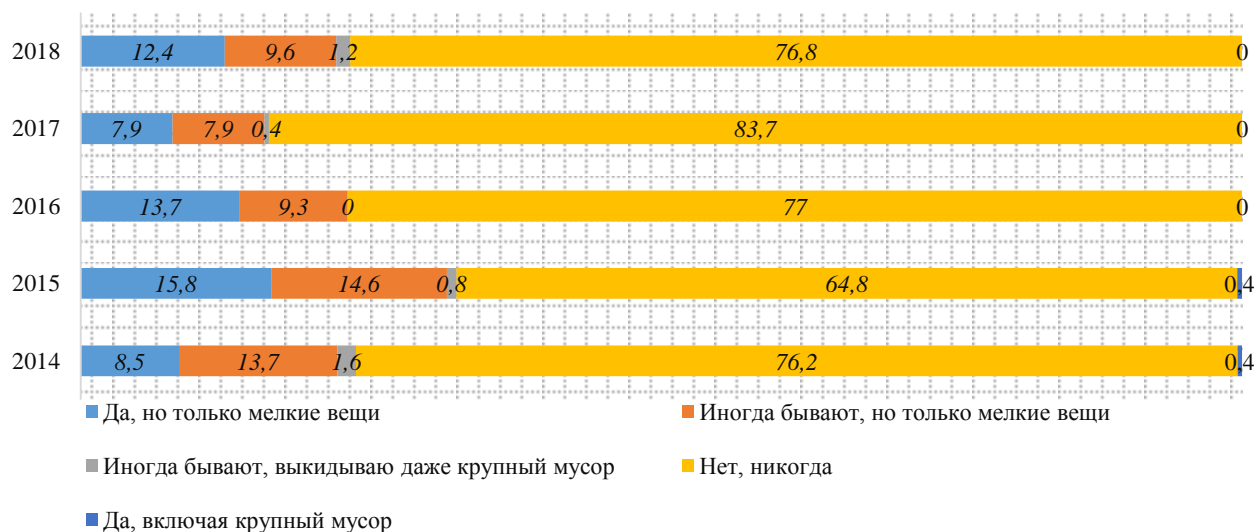 2018 12,4 9,6 1,2 76,8 0
2017 7,9 7,9 0,4 83,7 0
2016 13,7 9,3 0 77 0
2015 15,8 14,6 0,8 64,8 0,4
2014 8,5 13,7 1,6 76,2 0,4
Да, но только мелкие вещи Иногда бывают, но только мелкие вещи
Иногда бывают, выкидываю даже крупный мусор Нет, никогда
Да, включая крупный мусор